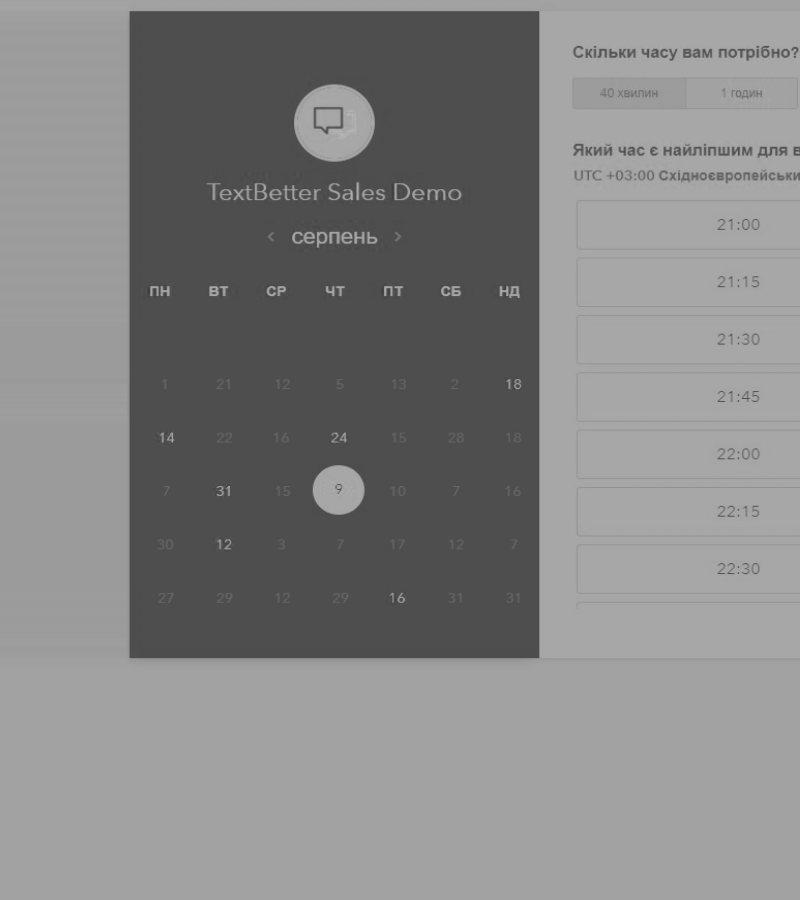 TextBetter Sales Demo
серпень
ПН ВТ СР ЧТ ПТ СБ НД
1 21 12 5 13 2 18
14 22 16 24 15 28 18
7 31 15 9 10 7 16
30 12 3 7 17 12 7
27 29 12 29 16 31 31
Скільки часу вам потрібно?
40 хвилин 1 годин
Який час є найліпшим для в
UTC +03:00 Східноєвропейськи
21:00
21:15
21:30
21:45
22:00
22:15
22:30